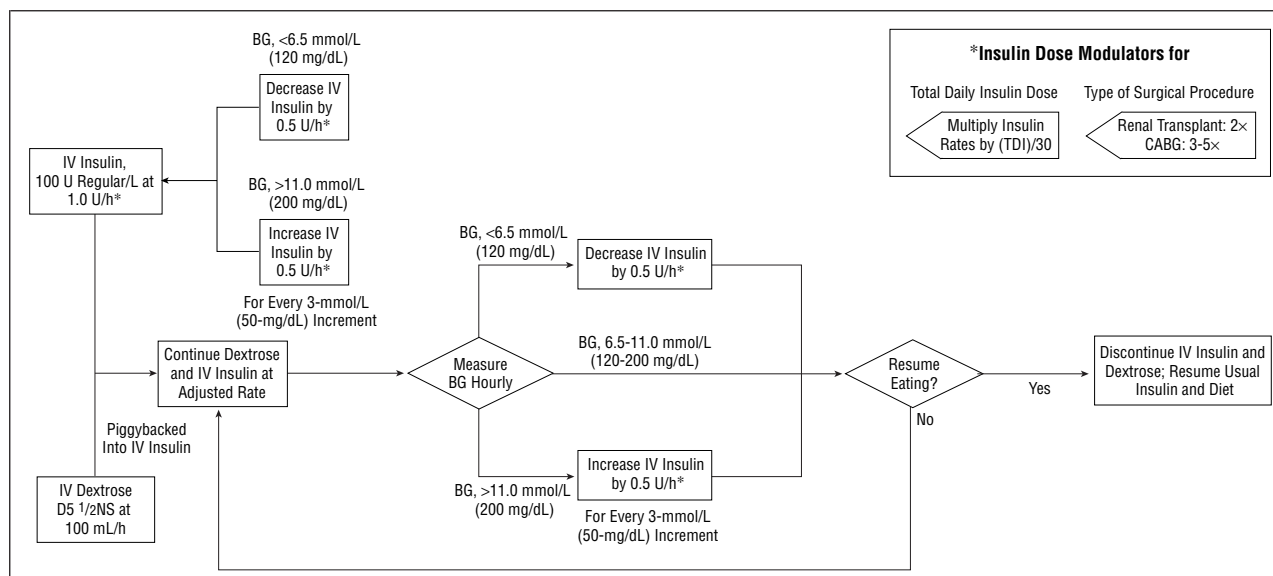 BG, <6.5 mmol/L
(120 mg/dL)
Decrease IV
Insulin by
0.5 U/h*
IV Insulin,
100 U Regular/L at
1.0 U/h*
BG, >11.0 mmol/L
(200 mg/dL)
Increase IV
Insulin by
0.5 U/h*
For Every 3-mmol/L
(50-mg/dL) Increment
Continue Dextrose
and IV Insulin at
Adjusted Rate
Piggybacked
Into IV Insulin
IV Dextrose
D5 1/2NS at
100 mL/h
Measure
BG Hourly
BG, <6.5 mmol/L
(120 mg/dL)
Decrease IV Insulin
by 0.5 U/h*
BG, 6.5-11.0 mmol/L
(120-200 mg/dL)
BG, >11.0 mmol/L
(200 mg/dL)
Increase IV Insulin
by 0.5 U/h*
For Every 3-mmol/L
(50-mg/dL) Increment
Resume
Eating?
Yes
No
Discontinue IV Insulin and
Dextrose; Resume Usual
Insulin and Diet
*Insulin Dose Modulators for
Total Daily Insulin Dose
Multiply Insulin
Rates by (TDI)/30
Type of Surgical Procedure
Renal Transplant: 2×
CABG: 3-5×